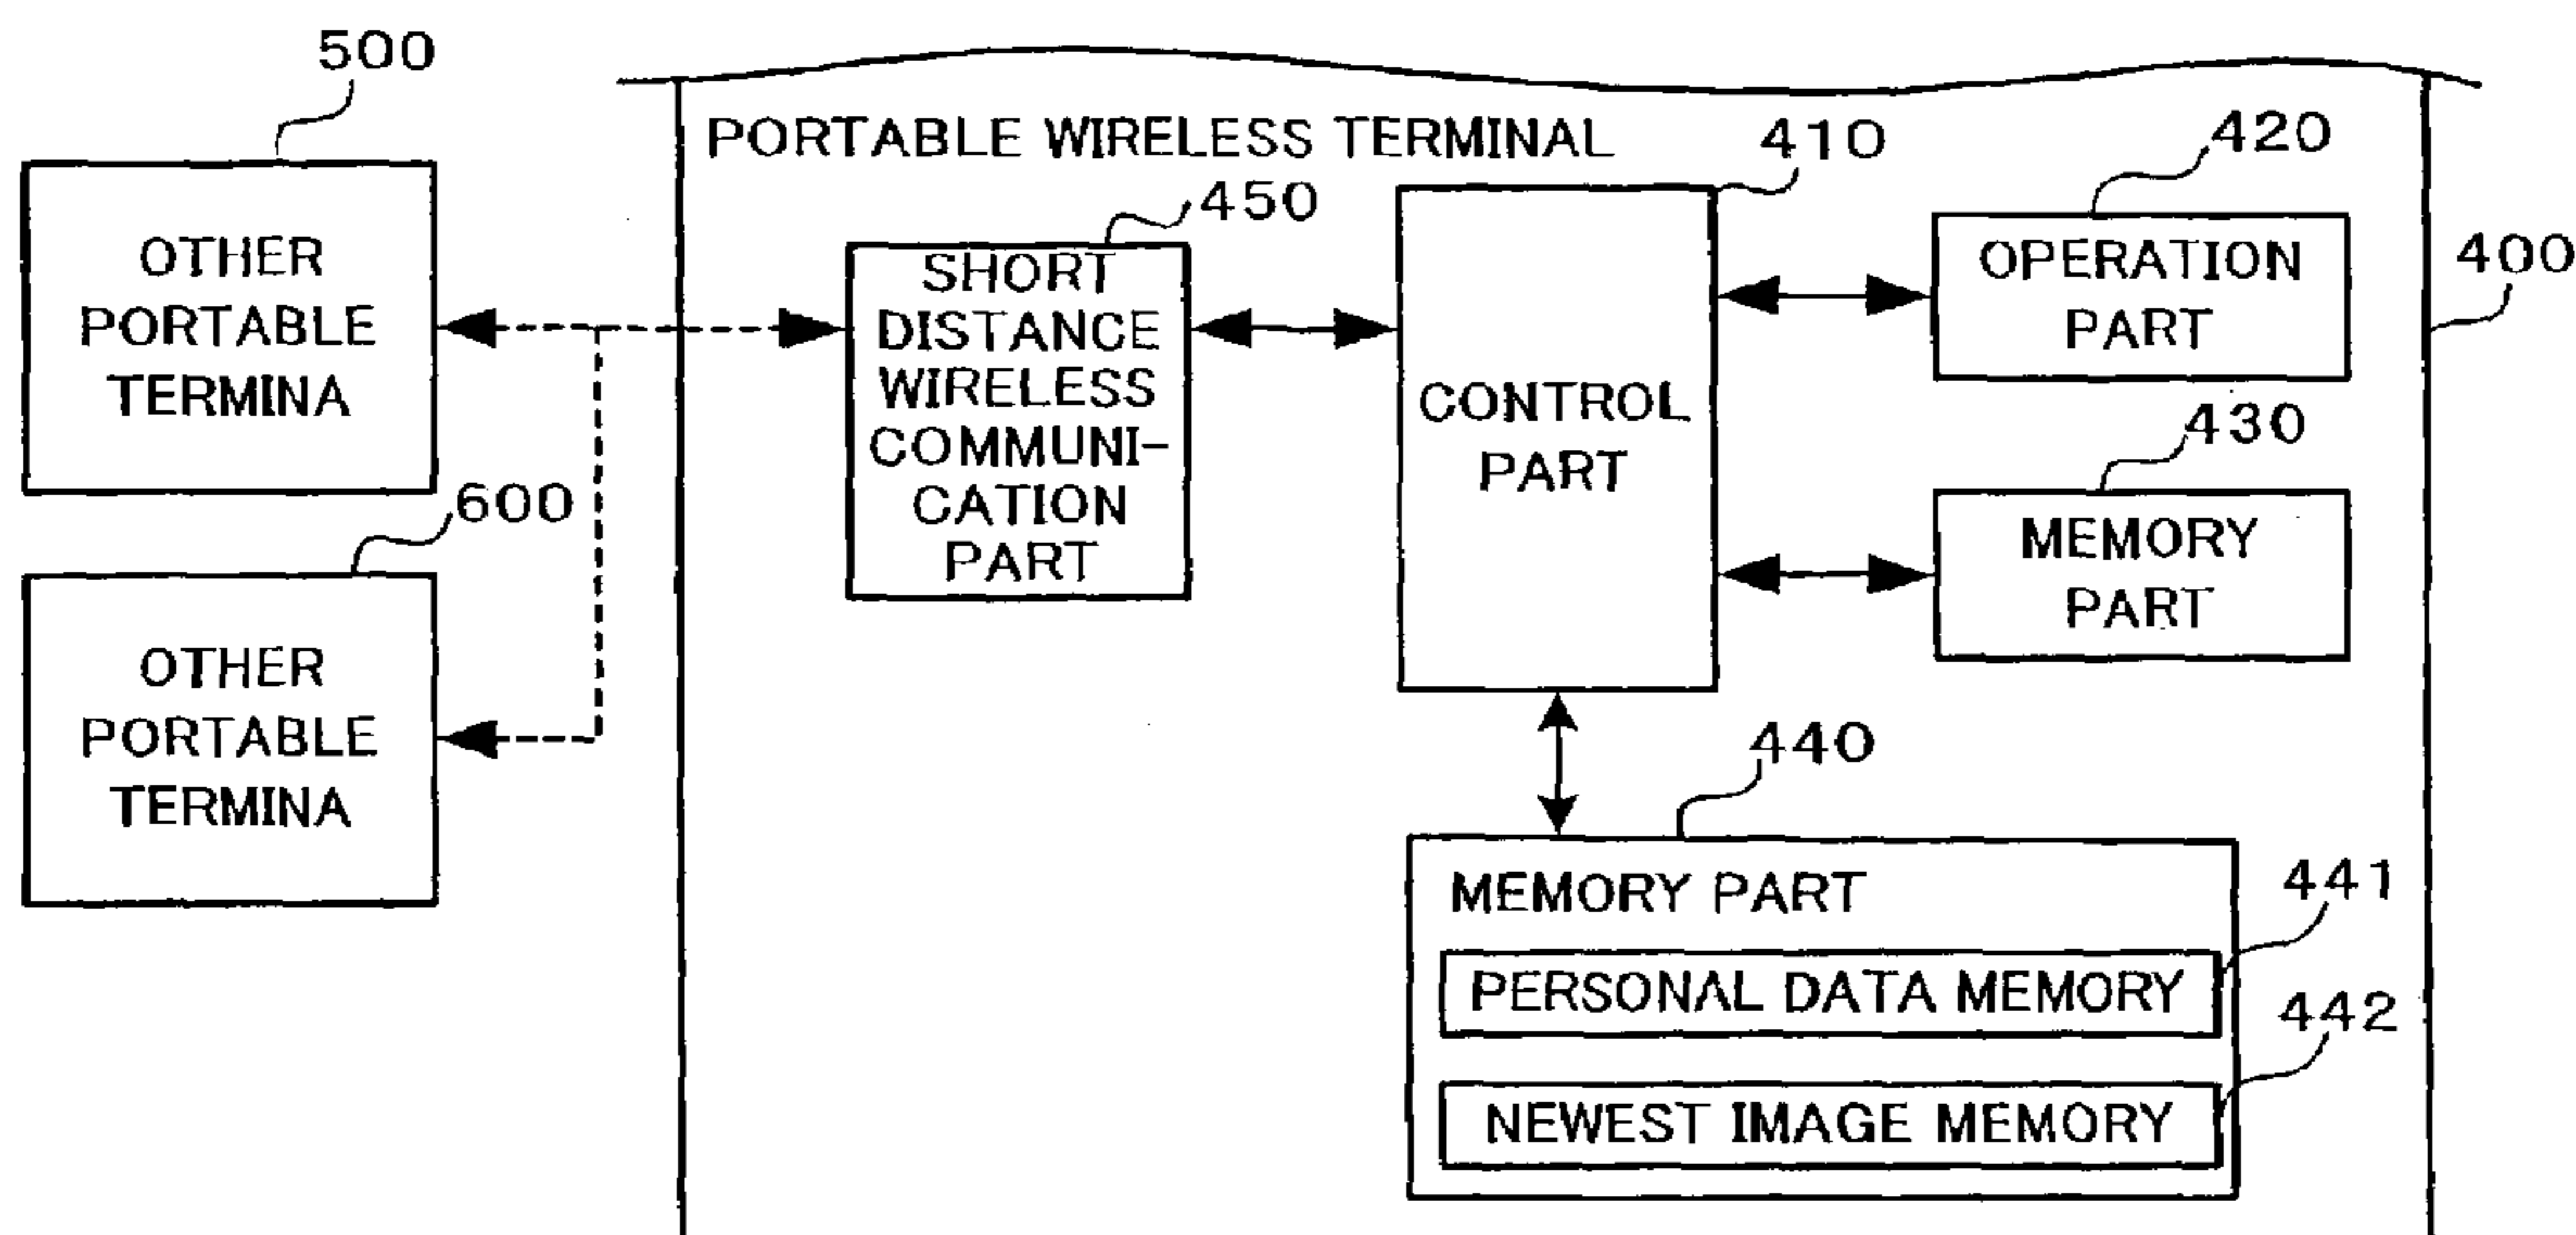 500
PORTABLE WIRELESS TERMINAL
410
420
450
400
OTHER
PORTABLE
TERMINA
SHORT
DISTANCE
WIRELESS
COMMUNI-
CATION
PART
CONTROL
PART
OPERATION
PART
430
MEMORY
PART
600
OTHER
PORTABLE
TERMINA
440
MEMORY PART
441
PERSONAL DATA MEMORY
442
NEWEST IMAGE MEMORY